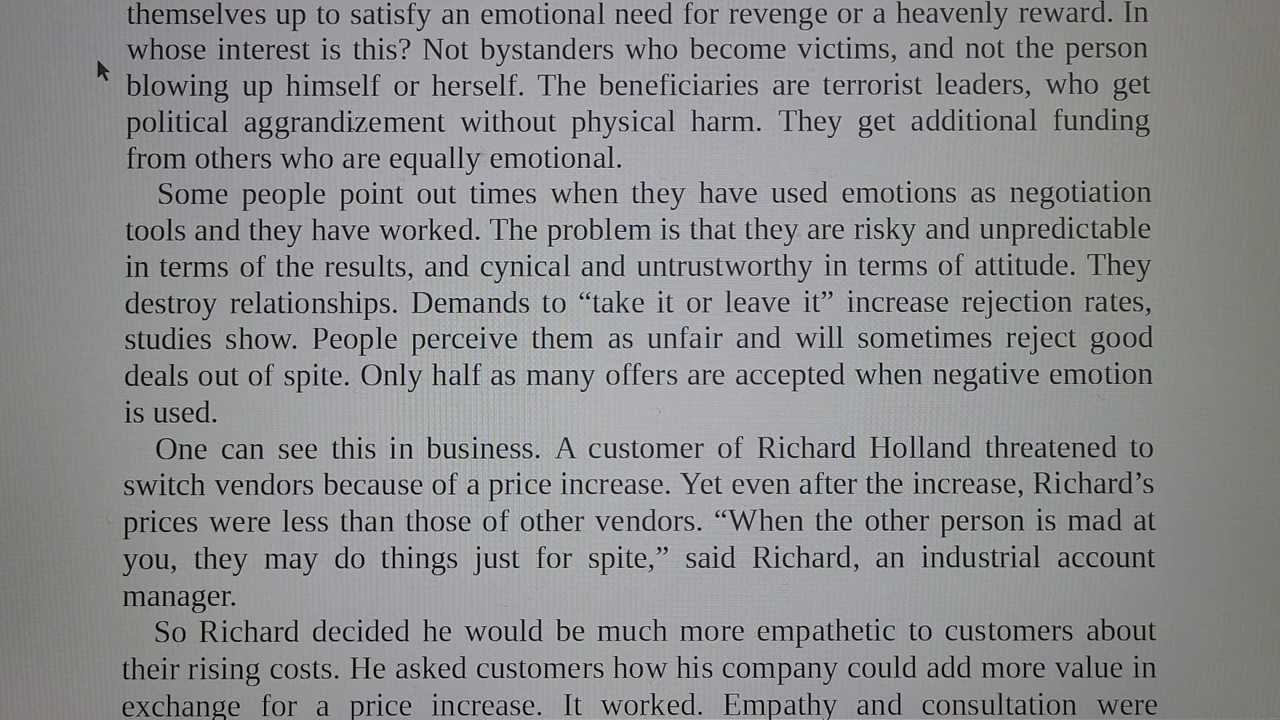 themselves up to satisfy an emotional need for revenge or a heavenly reward. In
whose interest is this? Not bystanders who become victims, and not the person
blowing up himself or herself. The beneficiaries are terrorist leaders, who get
political aggrandizement without physical harm. They get additional funding
from others who are equally emotional.
Some people point out times when they have used emotions as negotiation
tools and they have worked. The problem is that they are risky and unpredictable
in terms of the results, and cynical and untrustworthy in terms of attitude. They
destroy relationships. Demands to “take it or leave it” increase rejection rates,
studies show. People perceive them as unfair and will sometimes reject good
deals out of spite. Only half as many offers are accepted when negative emotion
is used.
One can see this in business. A customer of Richard Holland threatened to
switch vendors because of a price increase. Yet even after the increase, Richard’s
prices were less than those of other vendors. “When the other person is mad at
you, they may do things just for spite,” said Richard, an industrial account
manager.
So Richard decided he would be much more empathetic to customers about
their rising costs. He asked customers how his company could add more value in
exchange for a price increase. It worked. Empathy and consultation were